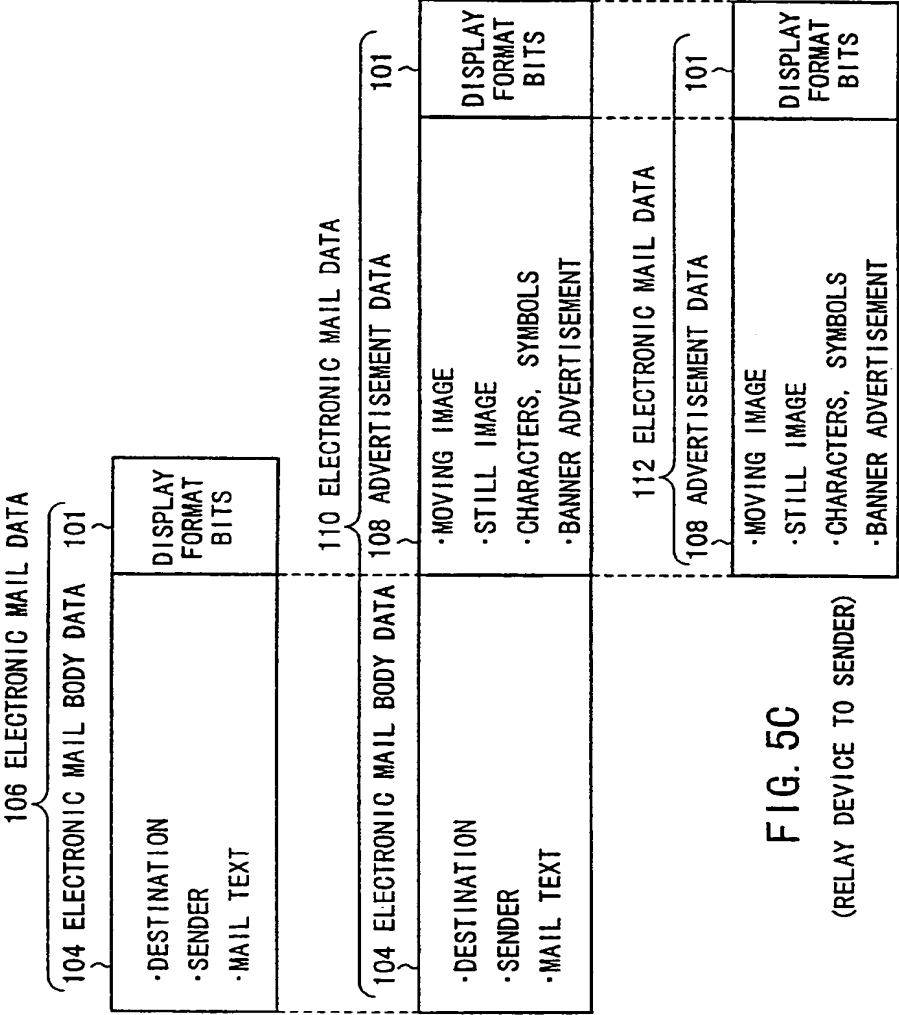 106 ELECTRONIC MAIL DATA
104 ELECTRONIC MAIL BODY DATA 101
·DESTINATION
·SENDER
·MAIL TEXT
DISPLAY
FORMAT
BITS
110 ELECTRONIC MAIL DATA
104 ELECTRONIC MAIL BODY DATA 108 ADVERTISEMENT DATA 101
·DESTINATION
·SENDER
·MAIL TEXT
·MOVING IMAGE
·STILL IMAGE
·CHARACTERS, SYMBOLS
·BANNER ADVERTISEMENT
DISPLAY
FORMAT
BITS
112 ELECTRONIC MAIL DATA
108 ADVERTISEMENT DATA 101
·MOVING IMAGE
·STILL IMAGE
·CHARACTERS, SYMBOLS
·BANNER ADVERTISEMENT
DISPLAY
FORMAT
BITS
FIG. 5C
(RELAY DEVICE TO SENDER)